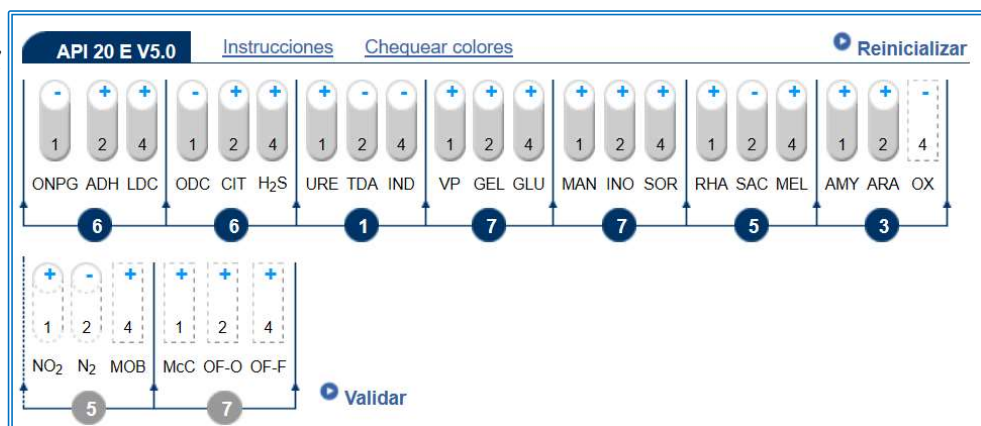 API 20 E V5.0 Instrucciones Chequear colores Reinicializar
- + + - + + + - - + + + + + + + - + + + -
1 2 4 1 2 4 1 2 4 1 2 4 1 2 4 1 2 4 1 2 4
ONPG ADH LDC ODC CIT H₂S URE TDA IND VP GEL GLU MAN INO SOR RHA SAC MEL AMY ARA OX
6 6 1 7 7 5 3
+ - + + + +
1 2 4 1 2 4
NO₂ N₂ MOB McC OF-O OF-F
5 7
Validar